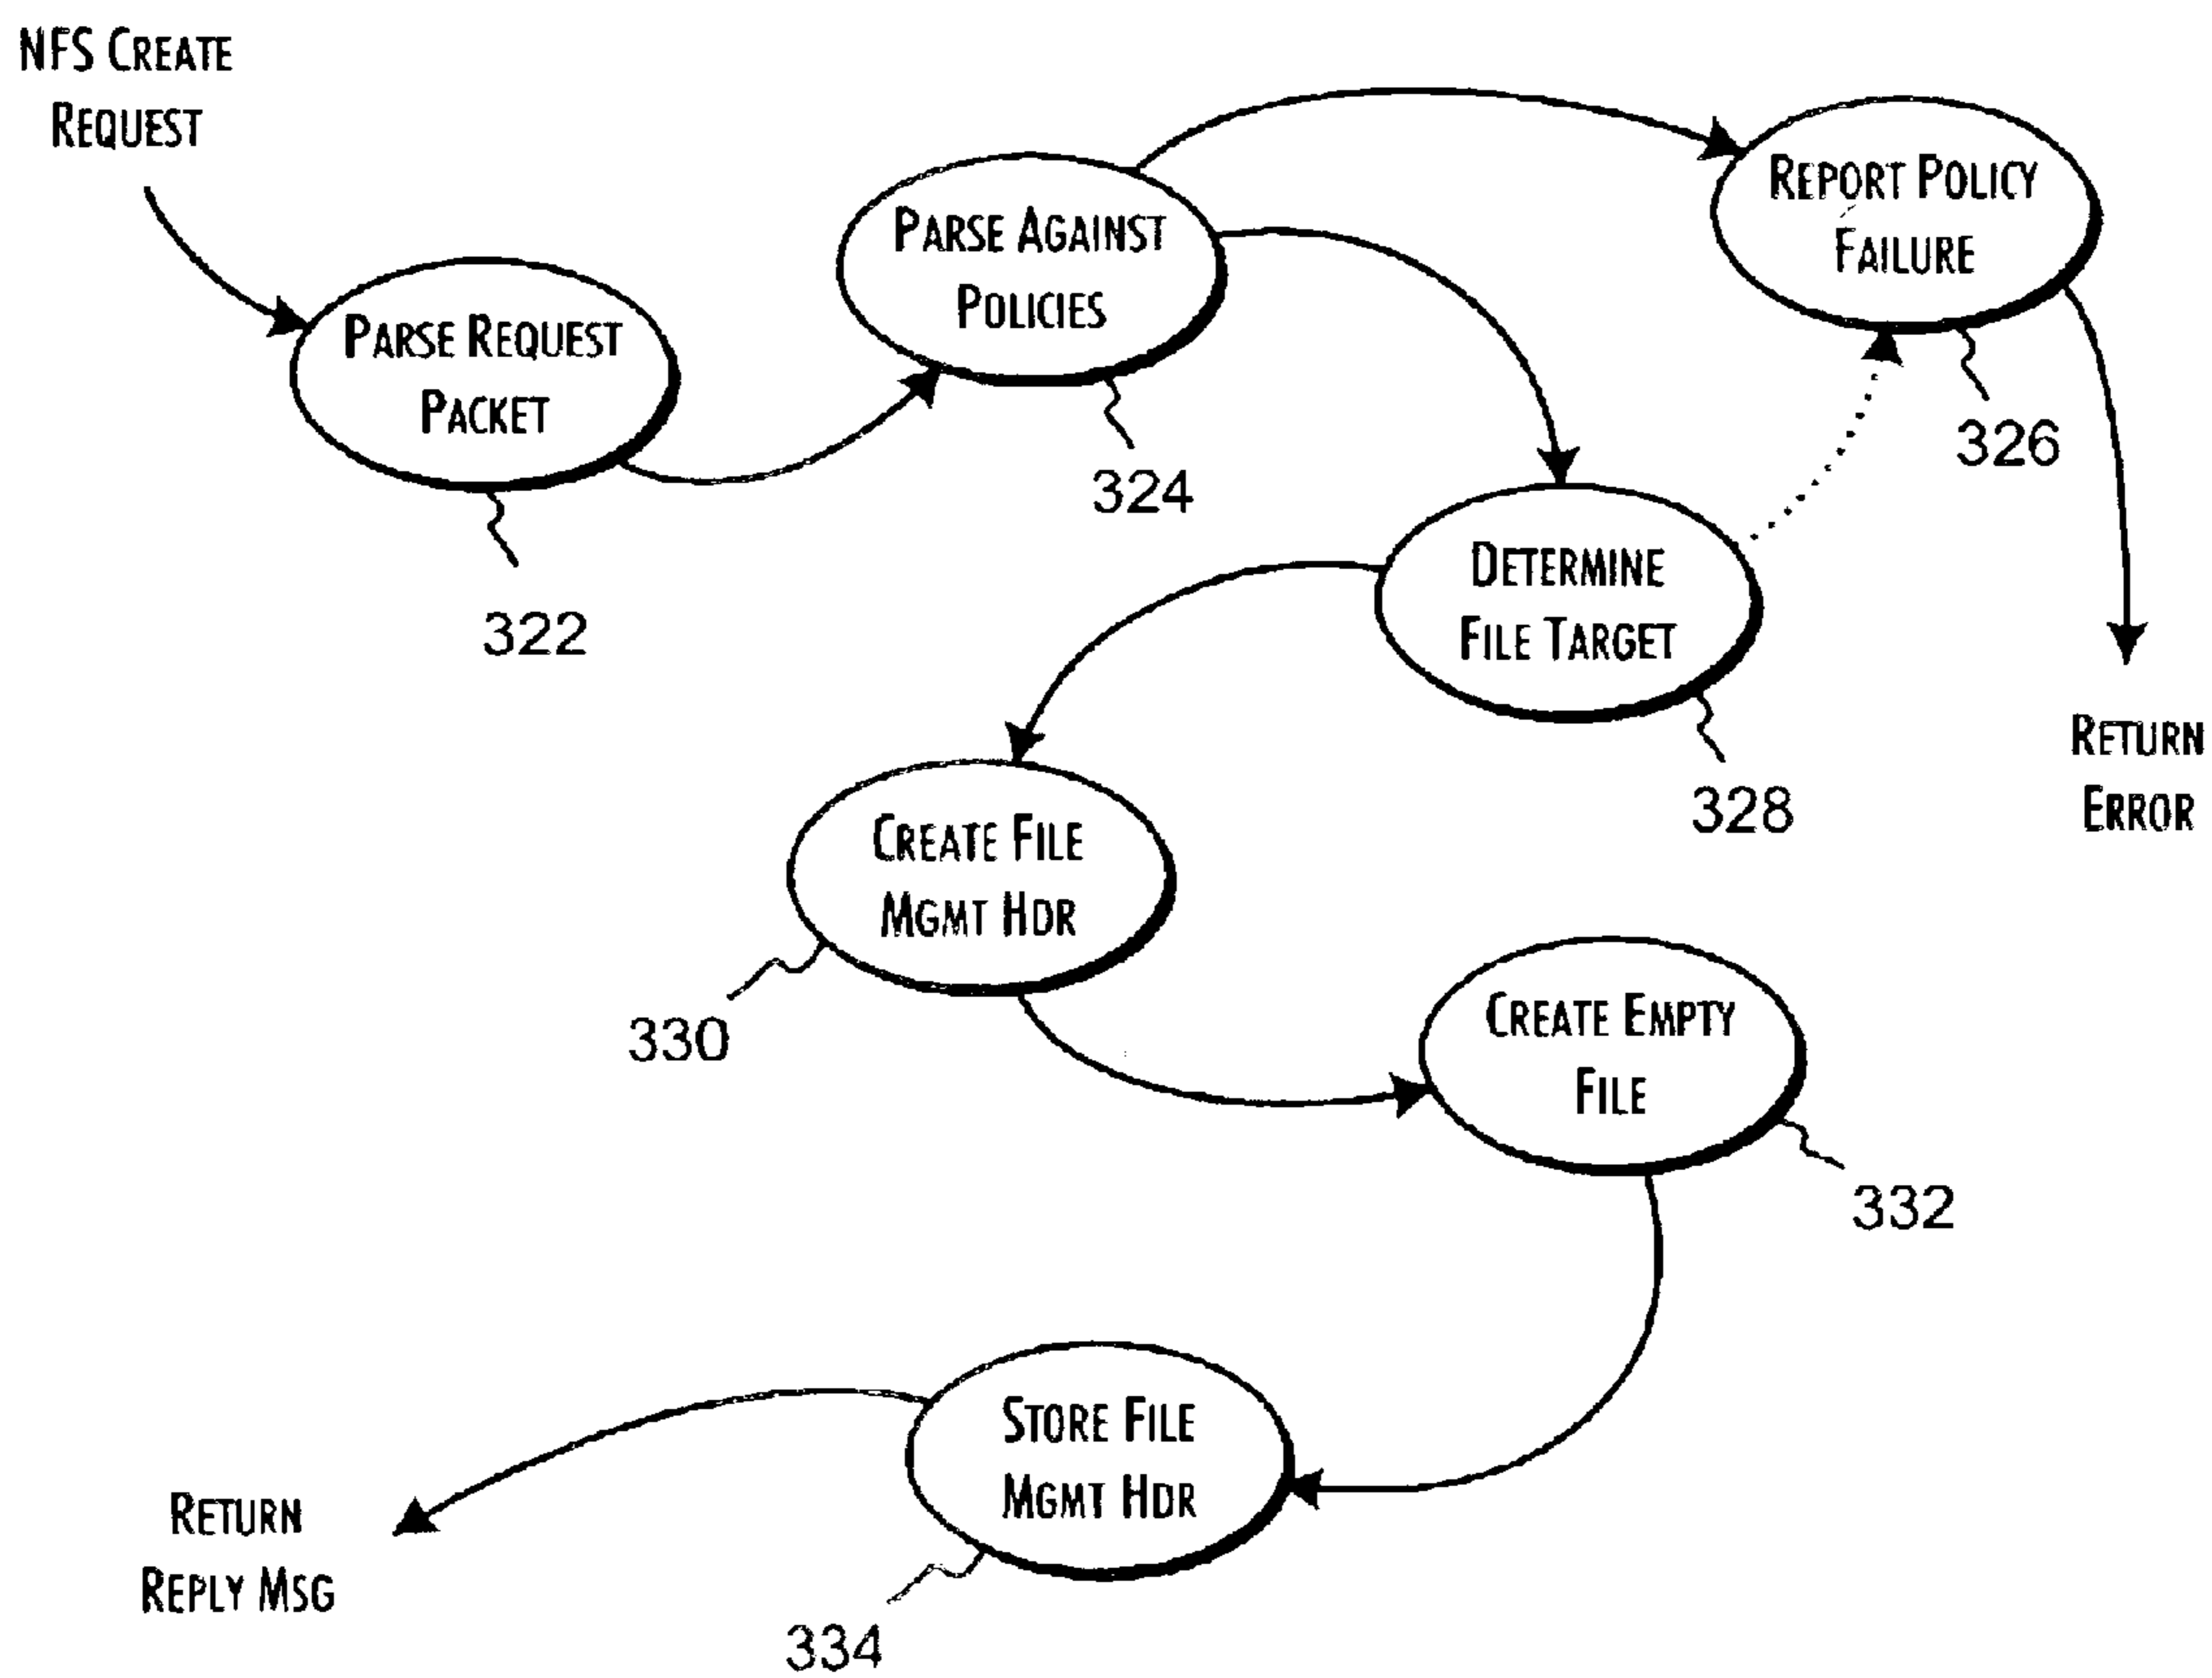 NFS CREATE
REQUEST
PARSE REQUEST
PACKET
322
PARSE AGAINST
POLICIES
324
REPORT POLICY
FAILURE
326
DETERMINE
FILE TARGET
328
RETURN
ERROR
CREATE FILE
MGMT HDR
330
CREATE EMPTY
FILE
332
STORE FILE
MGMT HDR
334
RETURN
REPLY MSG